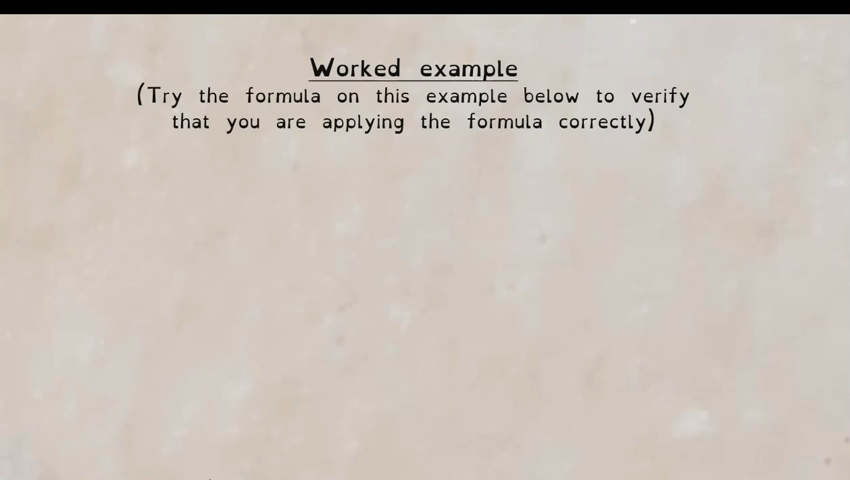 Worked example
(Try the formula on this example below to verify
that you are applying the formula correctly)